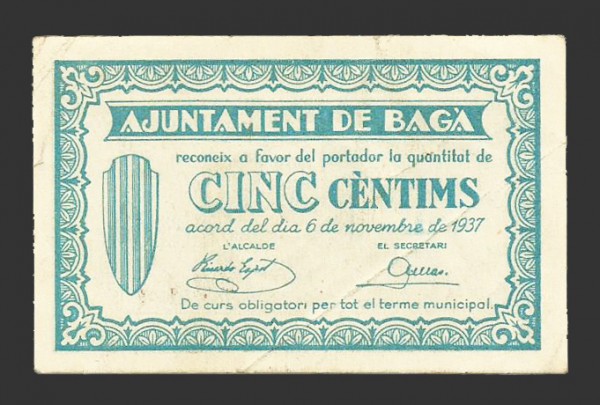 AJUNTAMENT DE BAGÀ
reconeix a favor del portador la quantitat de
CINC CÈNTIMS
acord del dia 6 de novembre de 1937
L'ALCALDE EL SECRETARI
De curs obligatori per tot el terme municipal.